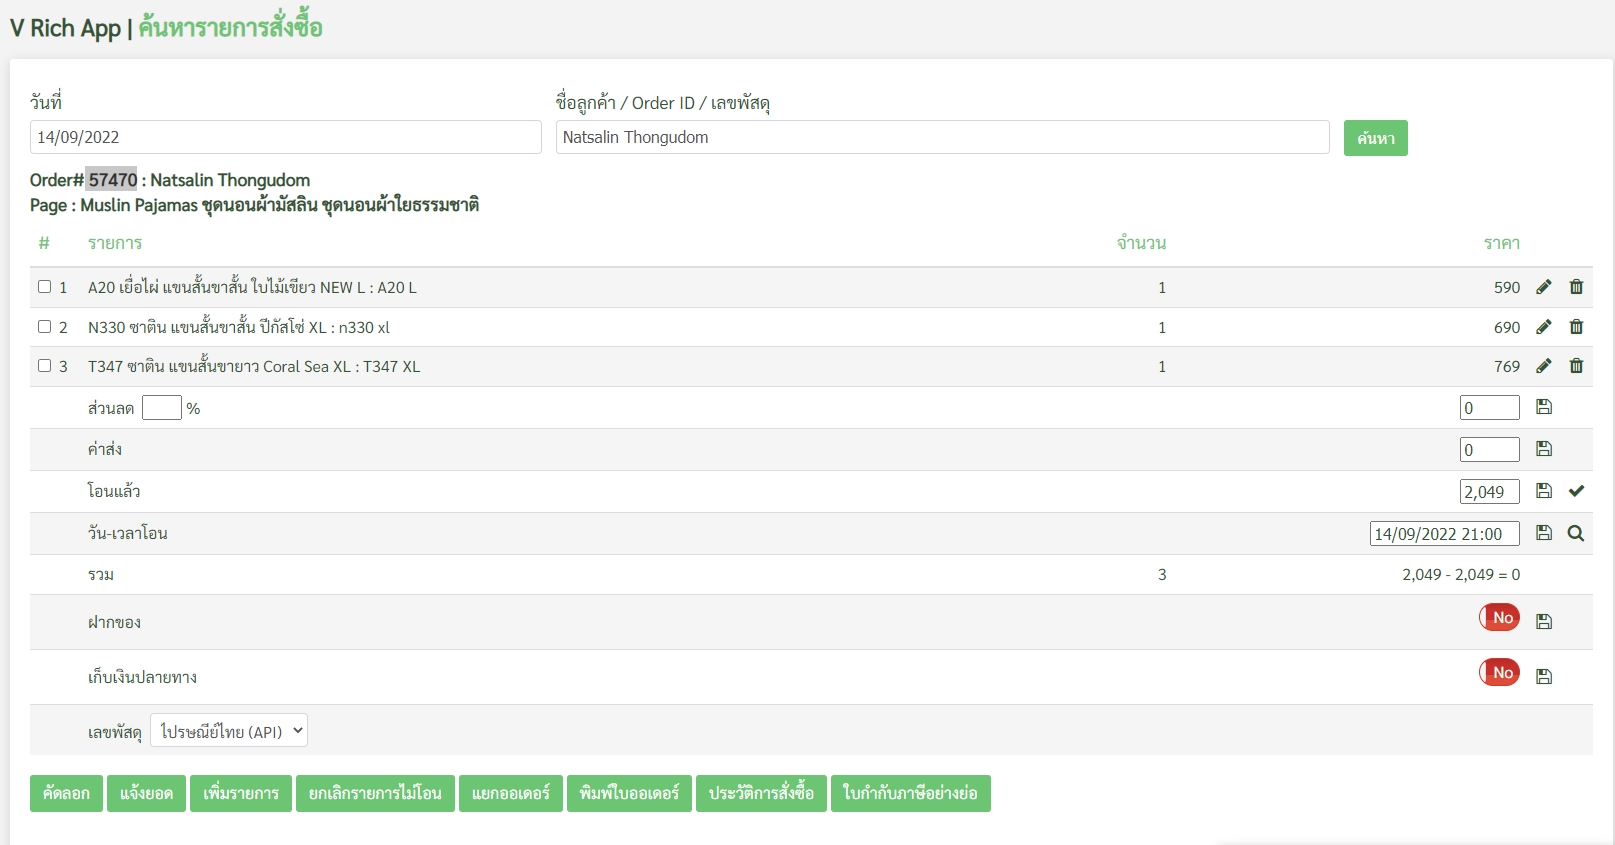 V Rich App | ค้นหารายการสั่งซื้อ
วันที่
14/09/2022
ชื่อลูกค้า / Order ID / เลขพัสดุ
Natsalin Thongudom
ค้นหา
Order# 57470 : Natsalin Thongudom
Page : Muslin Pajamas ชุดนอนผ้ามัสลิน ชุดนอนผ้าใยธรรมชาติ
# รายการ จำนวน ราคา
1 A20 เยื่อไผ่ แขนสั้นขาสั้น ใบไม้เขียว NEW L : A20 L 1 590
2 N330 ซาติน แขนสั้นขาสั้น ปีกัสโซ่ XL : n330 xl 1 690
3 T347 ซาติน แขนสั้นขายาว Coral Sea XL : T347 XL 1 769
ส่วนลด % 0
ค่าส่ง 0
โอนแล้ว 2,049
วัน-เวลาโอน 14/09/2022 21:00
รวม 3 2,049 - 2,049 = 0
ฝากของ No
เก็บเงินปลายทาง No
เลขพัสดุ ไปรษณีย์ไทย (API)
คัดลอก แจ้งยอด เพิ่มรายการ ยกเลิกรายการไม่โอน แยกออเดอร์ พิมพ์ใบออเดอร์ ประวัติการสั่งซื้อ ใบกำกับภาษีอย่างย่อ